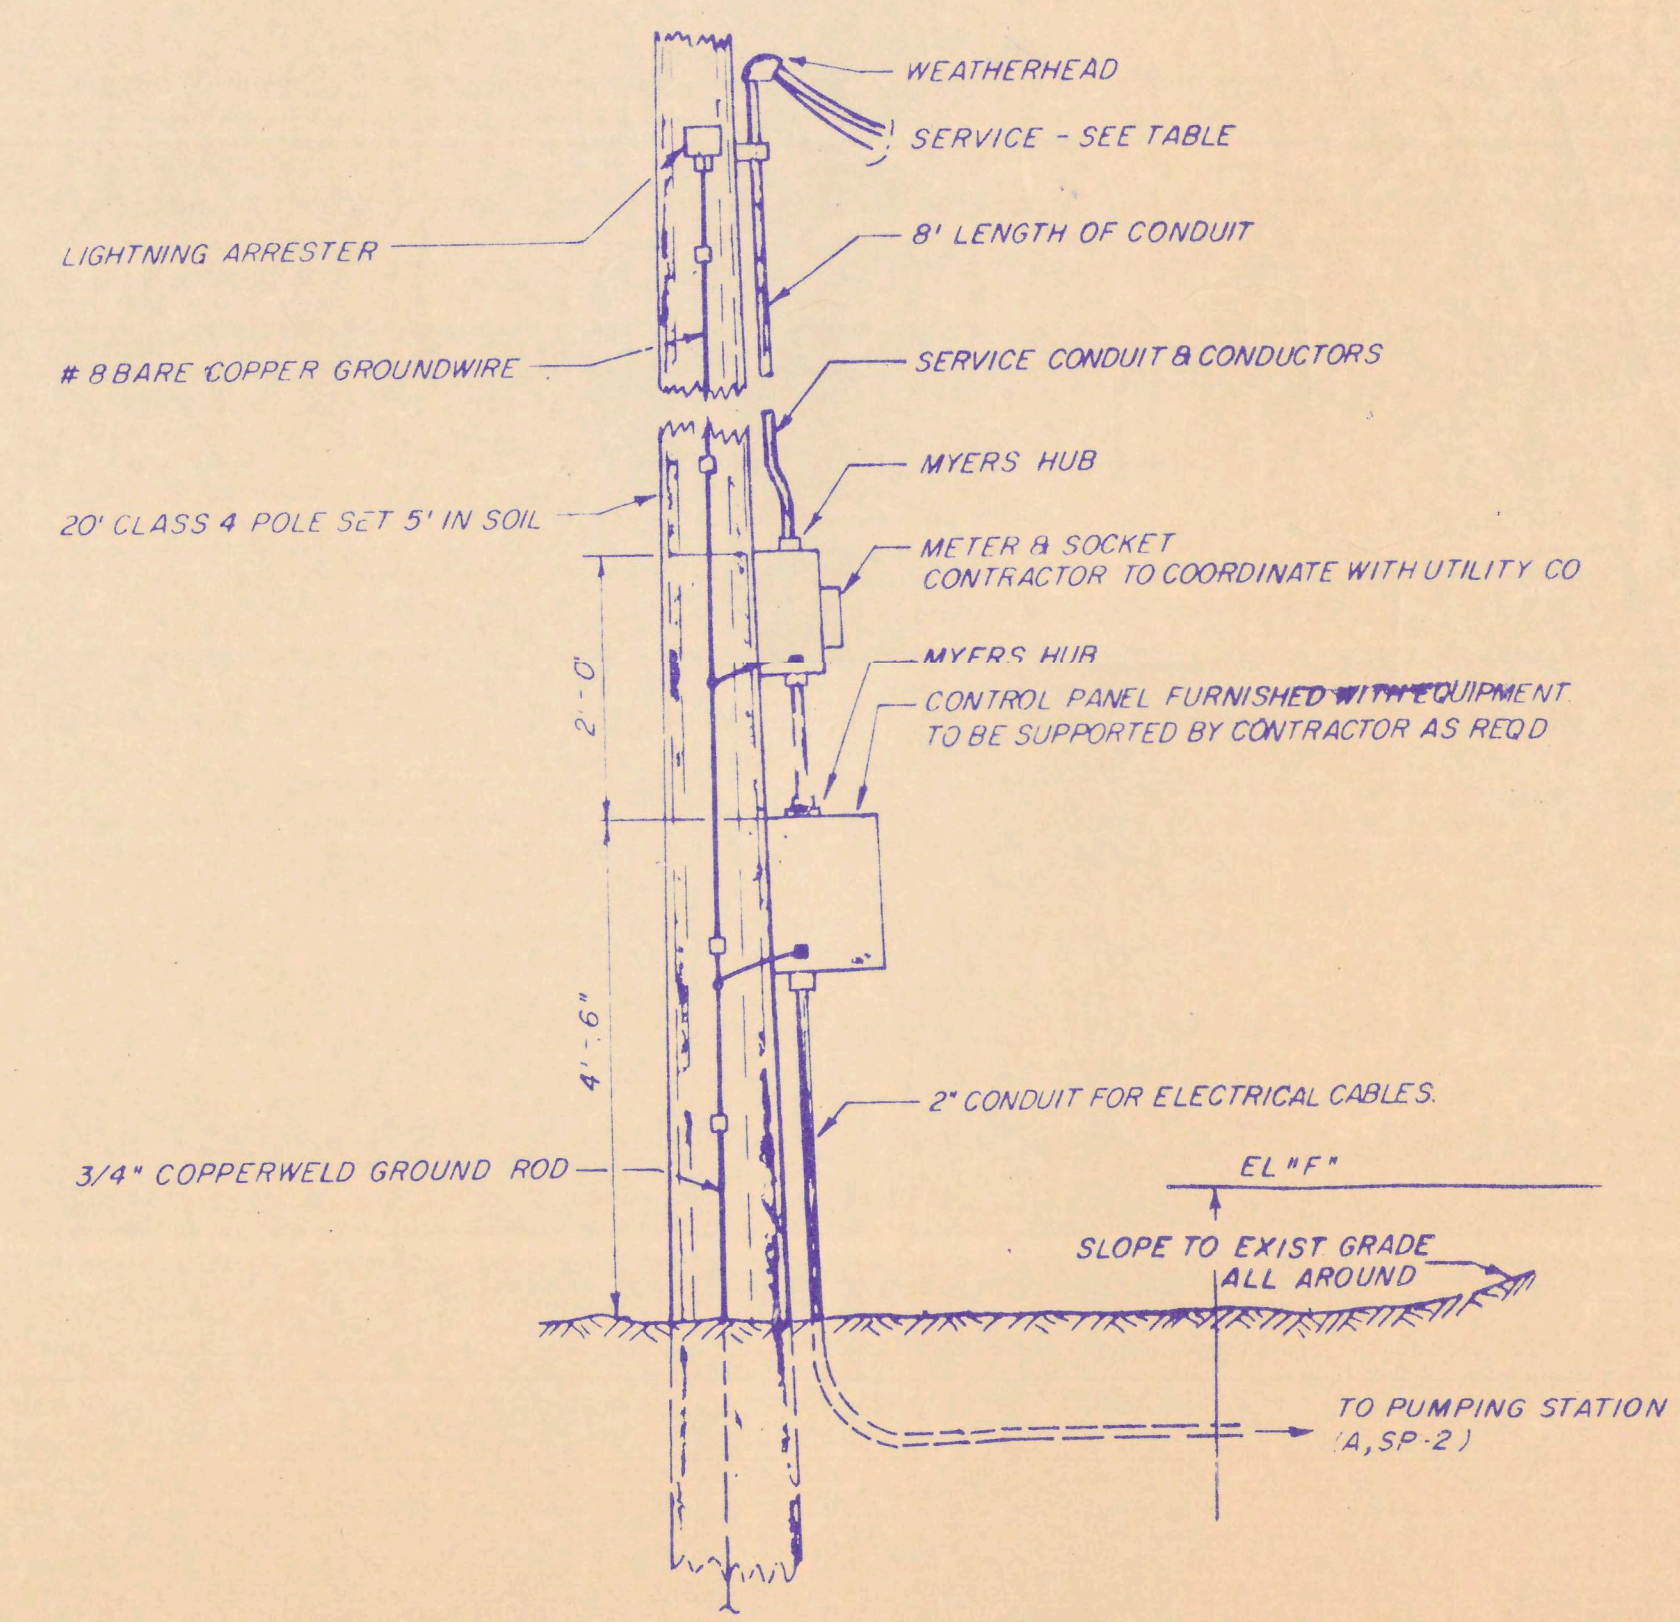 WEATHERHEAD
SERVICE - SEE TABLE
LIGHTNING ARRESTER
8' LENGTH OF CONDUIT
# 8 BARE COPPER GROUNDWIRE
SERVICE CONDUIT & CONDUCTORS
MYERS HUB
20' CLASS 4 POLE SET 5' IN SOIL
METER & SOCKET
CONTRACTOR TO COORDINATE WITH UTILITY CO
2'-0"
MYERS HUB
CONTROL PANEL FURNISHED WITH EQUIPMENT
TO BE SUPPORTED BY CONTRACTOR AS REQD
4'-6"
2" CONDUIT FOR ELECTRICAL CABLES.
3/4" COPPERWELD GROUND ROD
EL "F"
SLOPE TO EXIST. GRADE
ALL AROUND
TO PUMPING STATION
(A, SP-2)